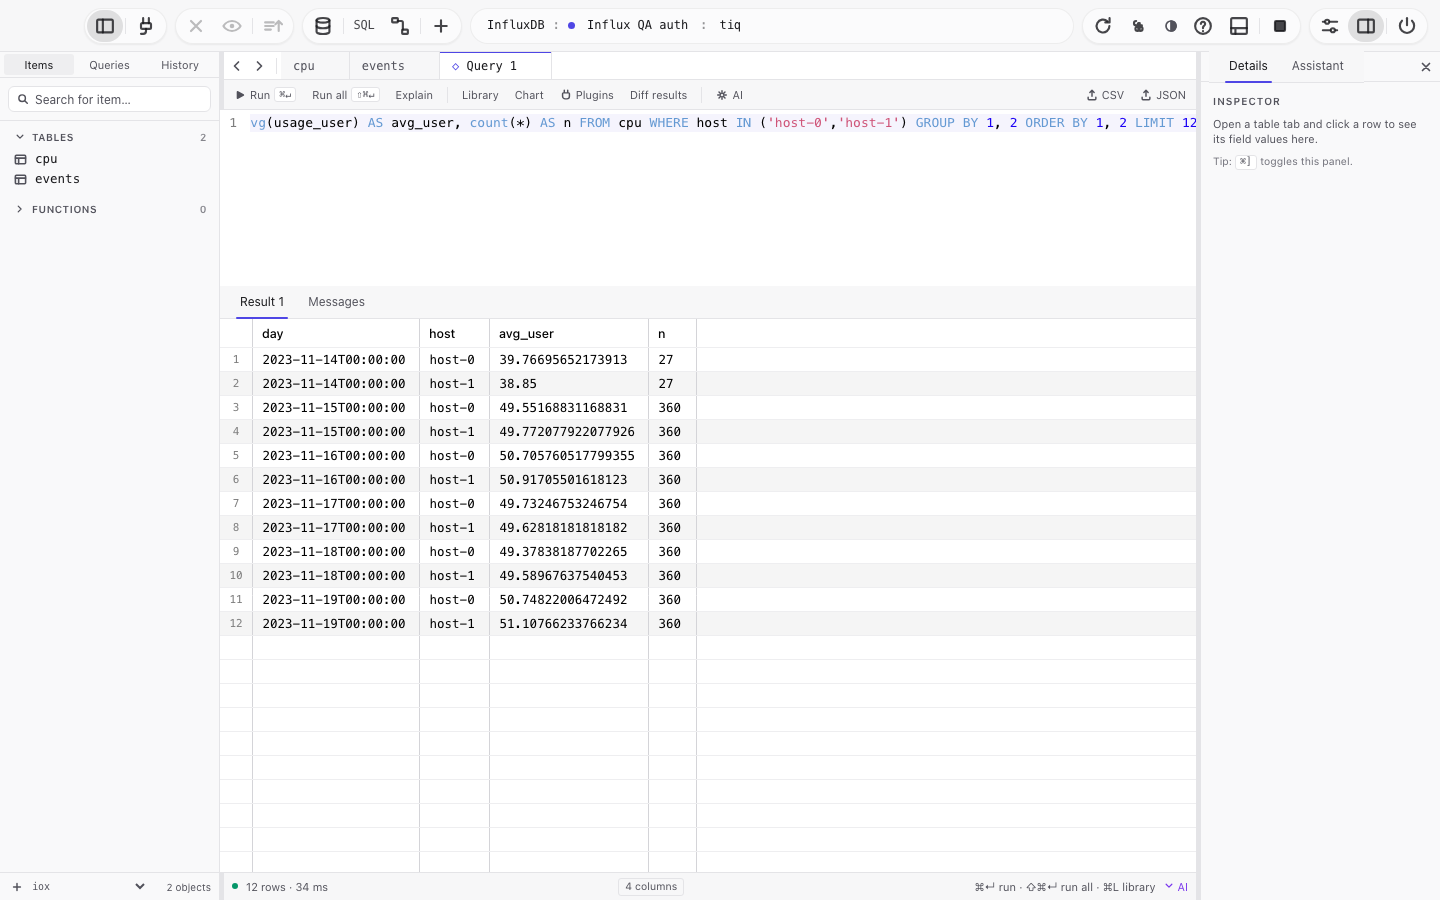 SQL
InfluxDB : Influx QA auth : tiq
Items Queries History
Search for item...
TABLES 2
cpu
events
FUNCTIONS 0
cpu events Query 1
Run ⌘↵ Run all ⇧⌘↵ Explain Library Chart Plugins Diff results AI CSV JSON
1 vg(usage_user) AS avg_user, count(*) AS n FROM cpu WHERE host IN ('host-0','host-1') GROUP BY 1, 2 ORDER BY 1, 2 LIMIT 12
Result 1 Messages
day host avg_user n
1 2023-11-14T00:00:00 host-0 39.76695652173913 27
2 2023-11-14T00:00:00 host-1 38.85 27
3 2023-11-15T00:00:00 host-0 49.55168831168831 360
4 2023-11-15T00:00:00 host-1 49.772077922077926 360
5 2023-11-16T00:00:00 host-0 50.705760517799355 360
6 2023-11-16T00:00:00 host-1 50.91705501618123 360
7 2023-11-17T00:00:00 host-0 49.73246753246754 360
8 2023-11-17T00:00:00 host-1 49.62818181818182 360
9 2023-11-18T00:00:00 host-0 49.37838187702265 360
10 2023-11-18T00:00:00 host-1 49.58967637540453 360
11 2023-11-19T00:00:00 host-0 50.74822006472492 360
12 2023-11-19T00:00:00 host-1 51.10766233766234 360
Details Assistant
INSPECTOR
Open a table tab and click a row to see
its field values here.
Tip: ⌘] toggles this panel.
iox 2 objects
12 rows · 34 ms
4 columns
⌘↵ run · ⇧⌘↵ run all · ⌘L library AI